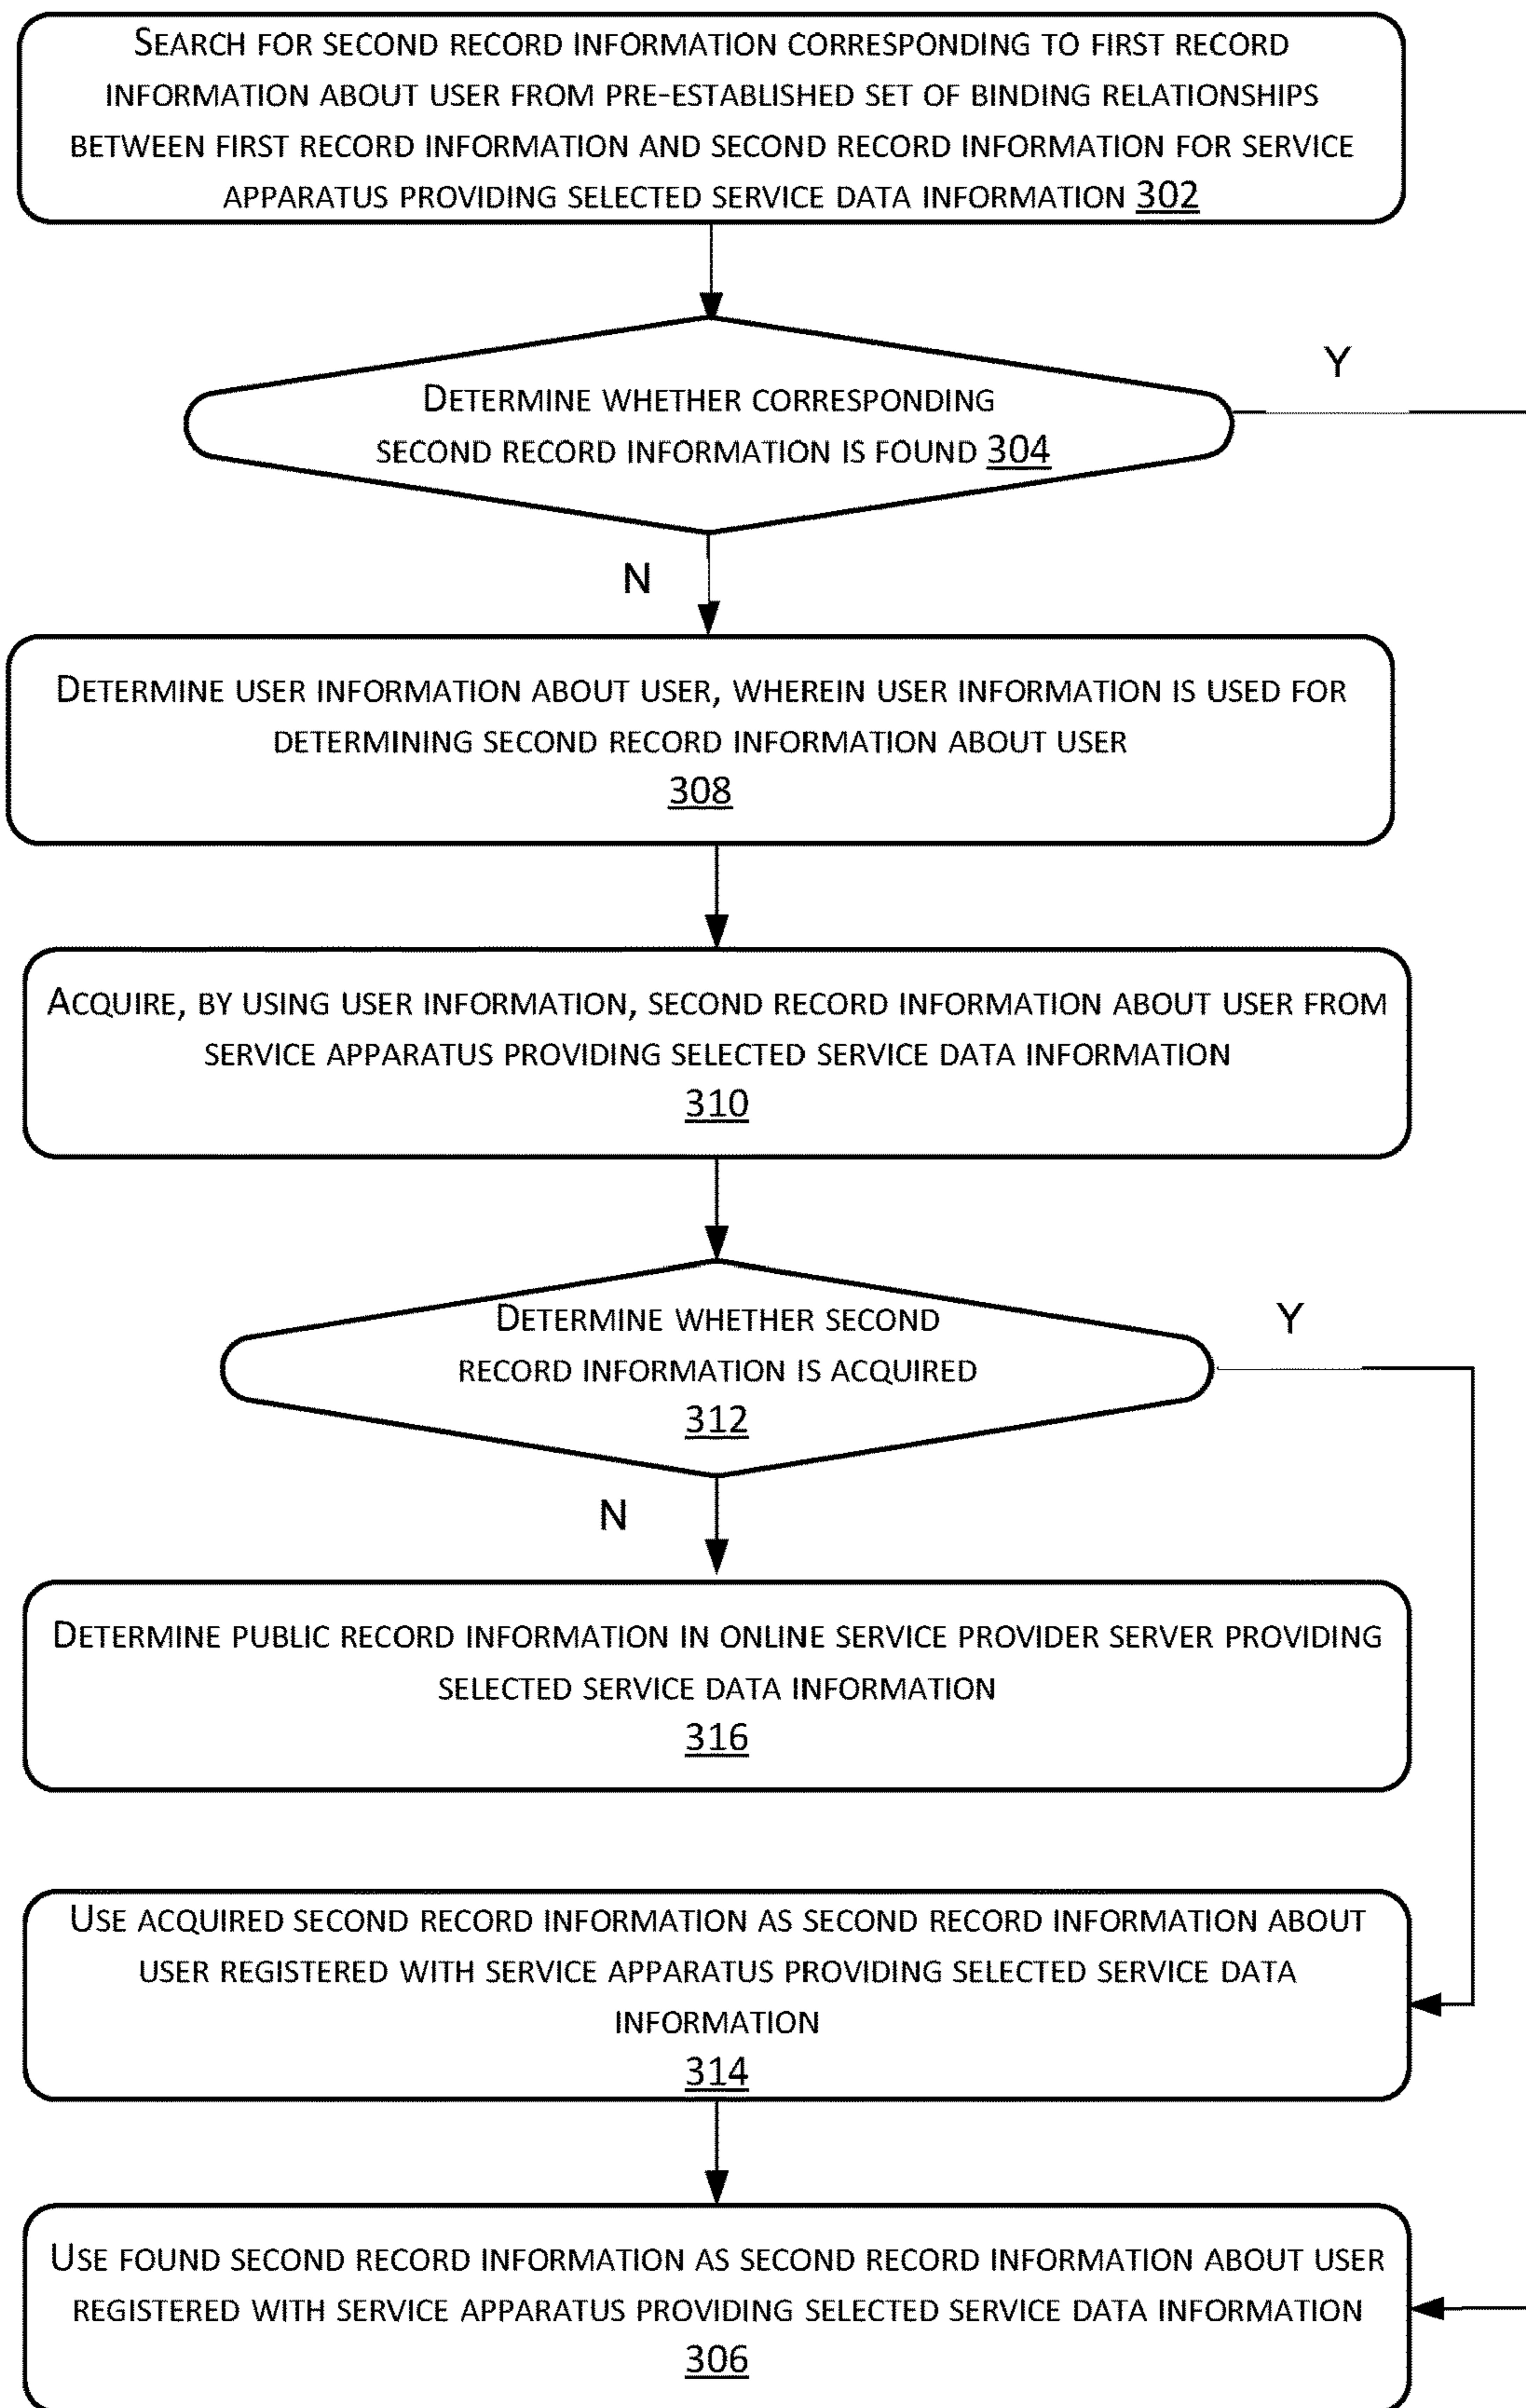 SEARCH FOR SECOND RECORD INFORMATION CORRESPONDING TO FIRST RECORD
INFORMATION ABOUT USER FROM PRE-ESTABLISHED SET OF BINDING RELATIONSHIPS
BETWEEN FIRST RECORD INFORMATION AND SECOND RECORD INFORMATION FOR SERVICE
APPARATUS PROVIDING SELECTED SERVICE DATA INFORMATION 302
Y
DETERMINE WHETHER CORRESPONDING
SECOND RECORD INFORMATION IS FOUND 304
N
DETERMINE USER INFORMATION ABOUT USER, WHEREIN USER INFORMATION IS USED FOR
DETERMINING SECOND RECORD INFORMATION ABOUT USER
308
ACQUIRE, BY USING USER INFORMATION, SECOND RECORD INFORMATION ABOUT USER FROM
SERVICE APPARATUS PROVIDING SELECTED SERVICE DATA INFORMATION
310
DETERMINE WHETHER SECOND
Y
RECORD INFORMATION IS ACQUIRED
312
N
DETERMINE PUBLIC RECORD INFORMATION IN ONLINE SERVICE PROVIDER SERVER PROVIDING
SELECTED SERVICE DATA INFORMATION
316
USE ACQUIRED SECOND RECORD INFORMATION AS SECOND RECORD INFORMATION ABOUT
USER REGISTERED WITH SERVICE APPARATUS PROVIDING SELECTED SERVICE DATA
INFORMATION
314
USE FOUND SECOND RECORD INFORMATION AS SECOND RECORD INFORMATION ABOUT USER
REGISTERED WITH SERVICE APPARATUS PROVIDING SELECTED SERVICE DATA INFORMATION
306